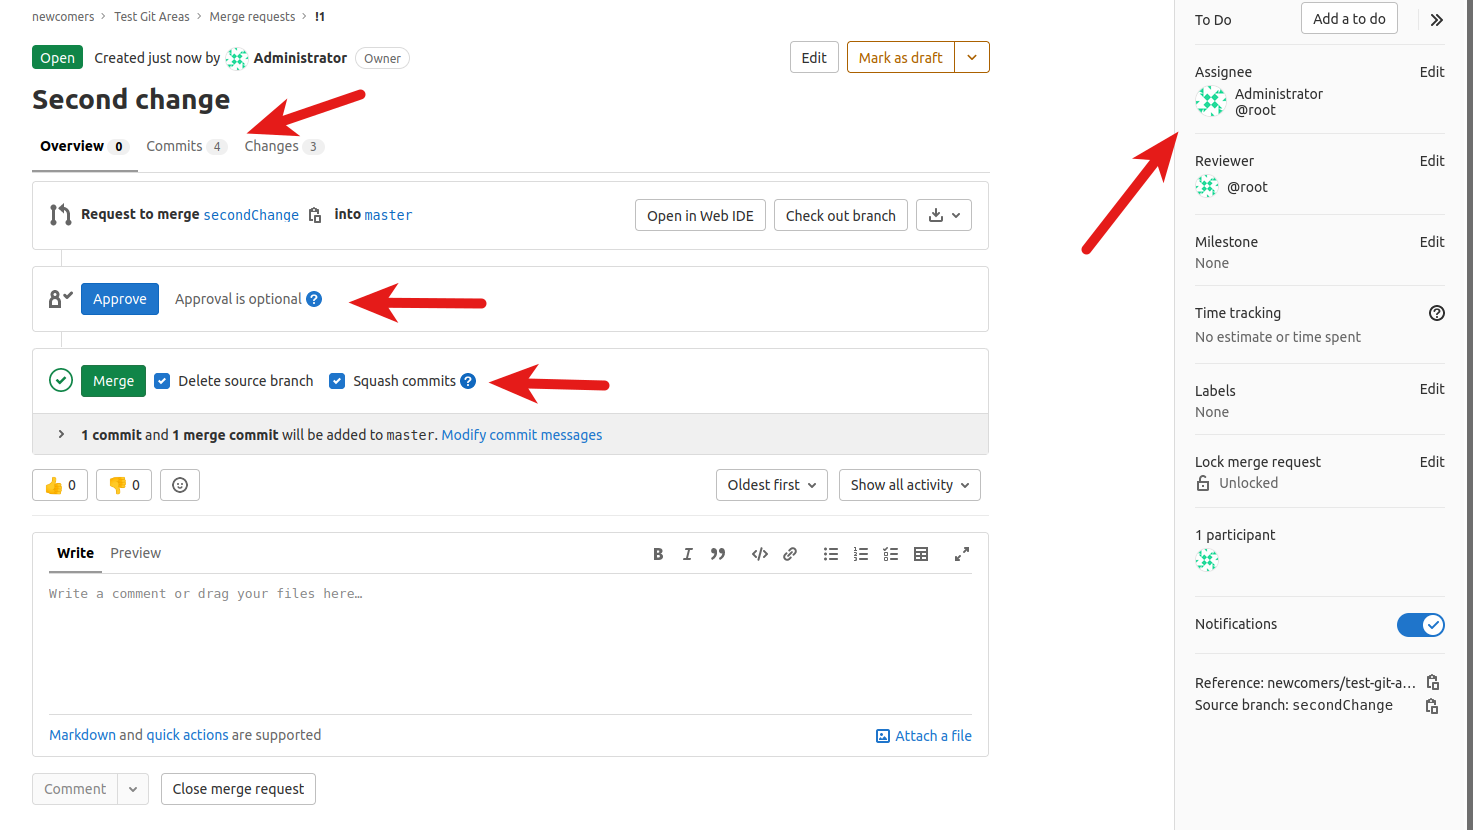 newcomers > Test Git Areas > Merge requests > !1
Open Created just now by Administrator Owner
Edit
Mark as draft
Second change
Overview 0 Commits 4 Changes 3
Request to merge secondChange into master
Open in Web IDE
Check out branch
Approve Approval is optional ?
Merge Delete source branch Squash commits ?
1 commit and 1 merge commit will be added to master. Modify commit messages
0 0
Oldest first Show all activity
Write Preview
B I
Write a comment or drag your files here…
Markdown and quick actions are supported
Attach a file
Comment Close merge request
To Do Add a to do
Assignee Edit
Administrator
@root
Reviewer Edit
@root
Milestone Edit
None
Time tracking ?
No estimate or time spent
Labels Edit
None
Lock merge request Edit
Unlocked
1 participant
Notifications
Reference: newcomers/test-git-a…
Source branch: secondChange